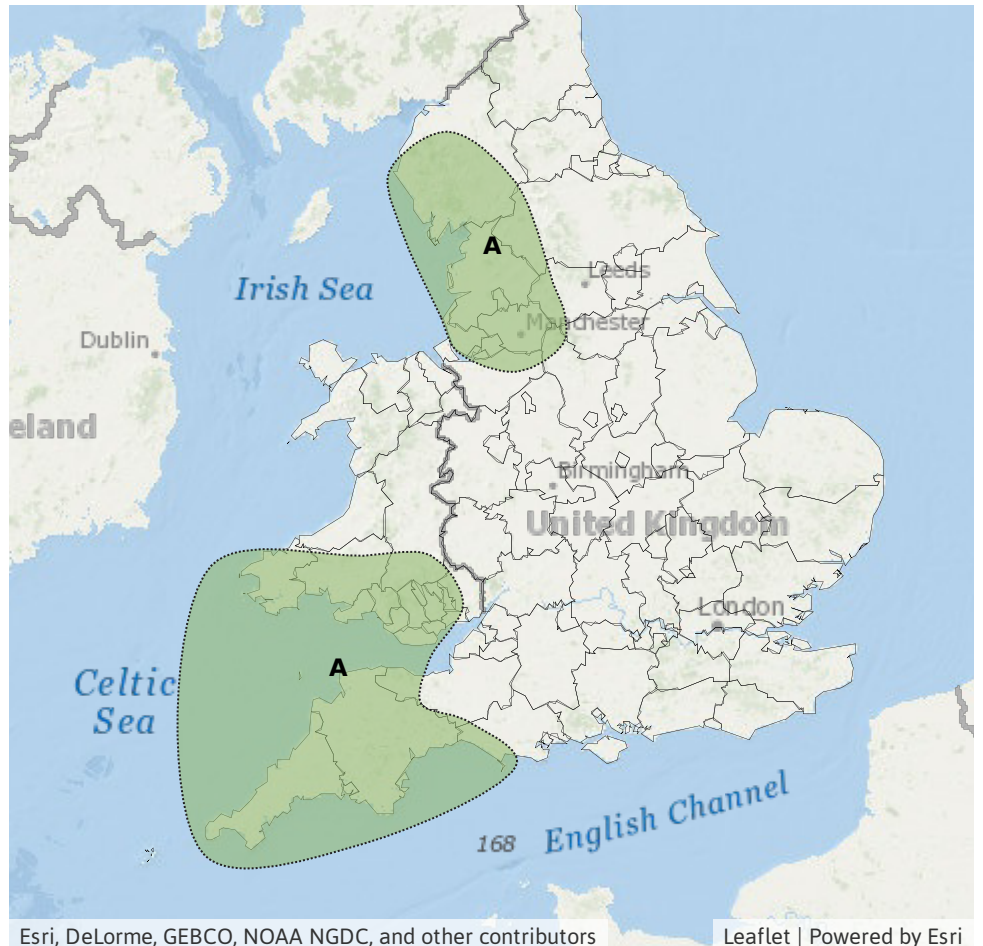 A
Leeds
Irish Sea
Manchester
Dublin
eland
Birmingham
United Kingdom
London
A
Celtic
Sea
English Channel
168
Esri, DeLorme, GEBCO, NOAA NGDC, and other contributors
Leaflet | Powered by Esri